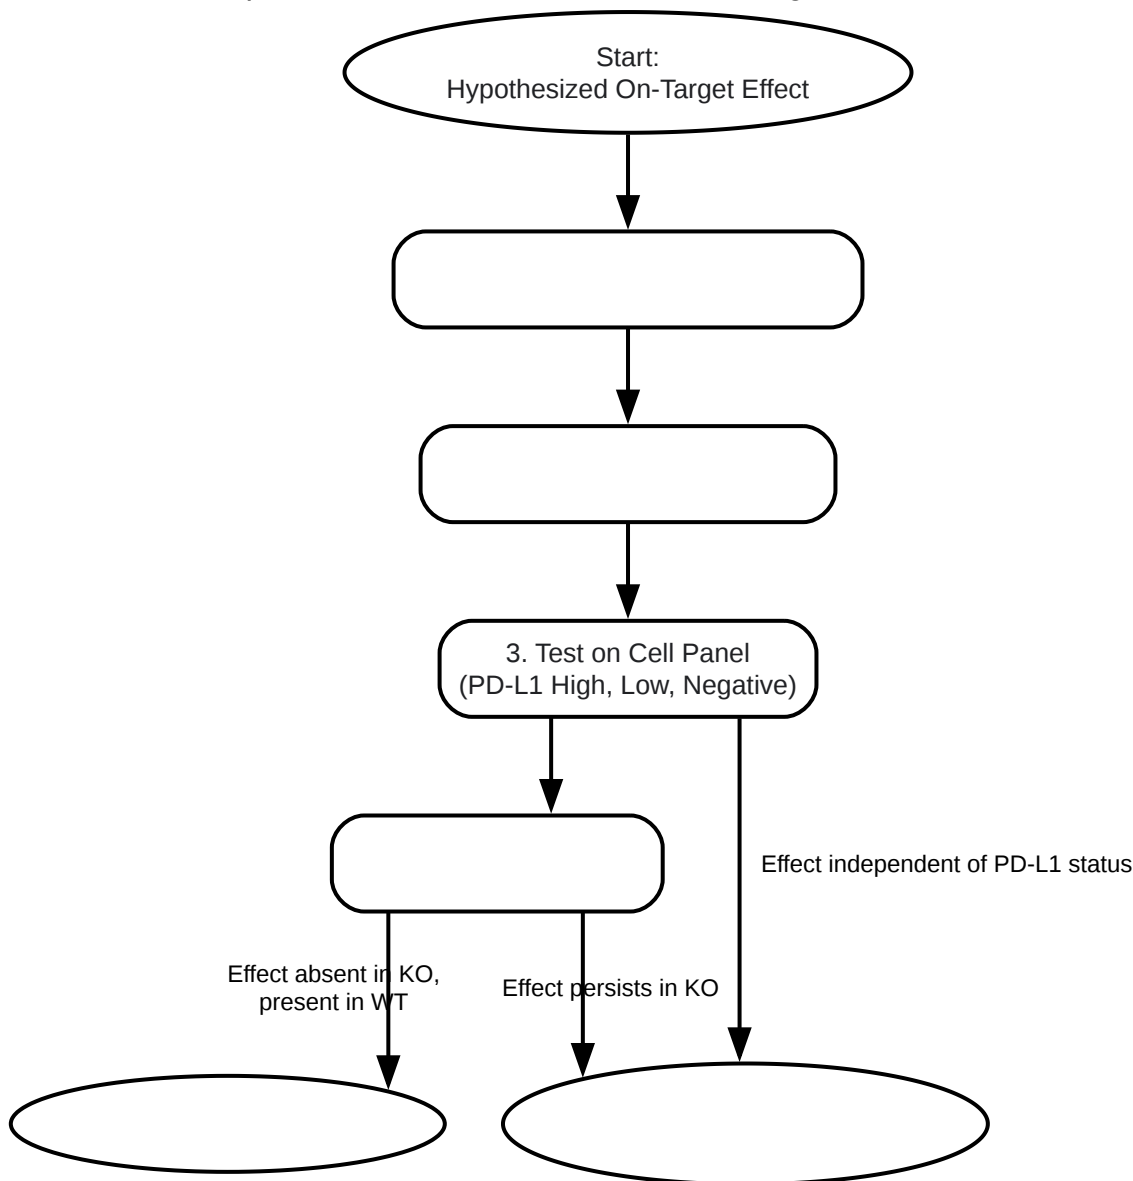 Start:
Hypothesized On-Target Effect
3. Test on Cell Panel
(PD-L1 High, Low, Negative)
Effect independent of PD-L1 status
Effect absent in KO,
present in WT
Effect persists in KO